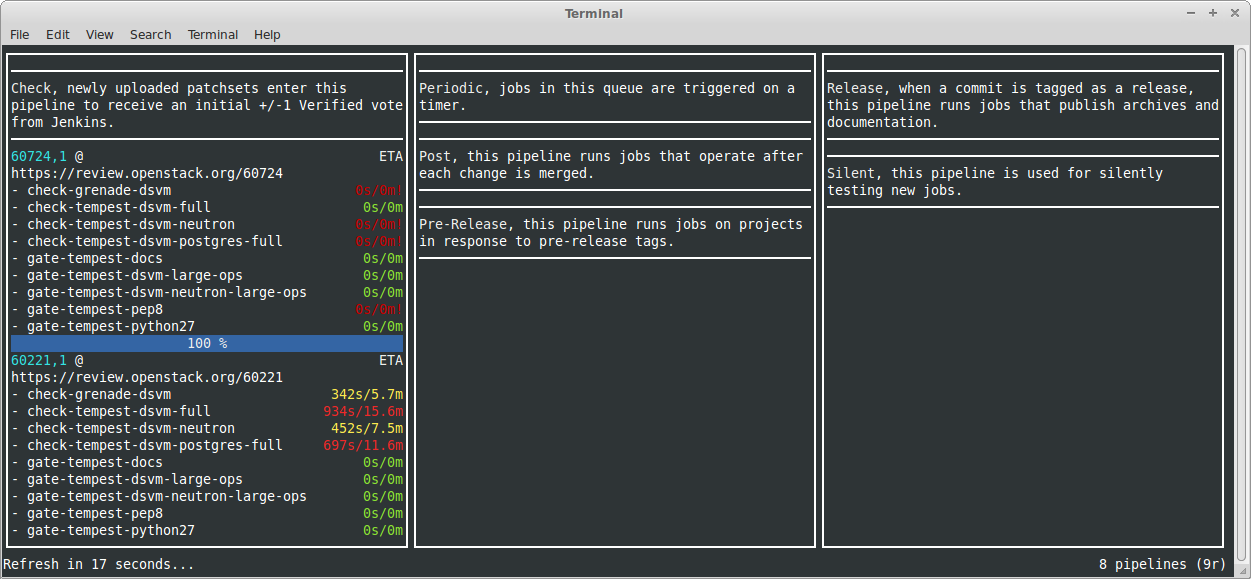 Terminal
File Edit View Search Terminal Help
Check, newly uploaded patchsets enter this
pipeline to receive an initial +/-1 Verified vote
from Jenkins.
60724,1 @ ETA
https://review.openstack.org/60724
- check-grenade-dsvm 0s/0m!
- check-tempest-dsvm-full 0s/0m
- check-tempest-dsvm-neutron 0s/0m!
- check-tempest-dsvm-postgres-full 0s/0m!
- gate-tempest-docs 0s/0m
- gate-tempest-dsvm-large-ops 0s/0m
- gate-tempest-dsvm-neutron-large-ops 0s/0m
- gate-tempest-pep8 0s/0m!
- gate-tempest-python27 0s/0m
100 %
60221,1 @ ETA
https://review.openstack.org/60221
- check-grenade-dsvm 342s/5.7m
- check-tempest-dsvm-full 934s/15.6m
- check-tempest-dsvm-neutron 452s/7.5m
- check-tempest-dsvm-postgres-full 697s/11.6m
- gate-tempest-docs 0s/0m
- gate-tempest-dsvm-large-ops 0s/0m
- gate-tempest-dsvm-neutron-large-ops 0s/0m
- gate-tempest-pep8 0s/0m
- gate-tempest-python27 0s/0m
Periodic, jobs in this queue are triggered on a
timer.
Post, this pipeline runs jobs that operate after
each change is merged.
Pre-Release, this pipeline runs jobs on projects
in response to pre-release tags.
Release, when a commit is tagged as a release,
this pipeline runs jobs that publish archives and
documentation.
Silent, this pipeline is used for silently
testing new jobs.
Refresh in 17 seconds... 8 pipelines (9r)